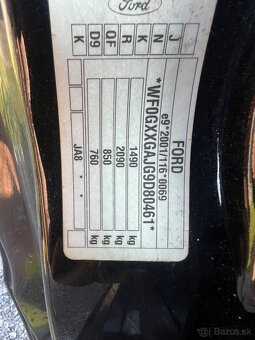 Ford
FORD
e9*2001/116*0069
*WF0GXXGAJG9D80461*
1490 kg
2090 kg
850 kg
760 kg
JA8
J
N
K
R
QF
D9
K
Bazos.sk